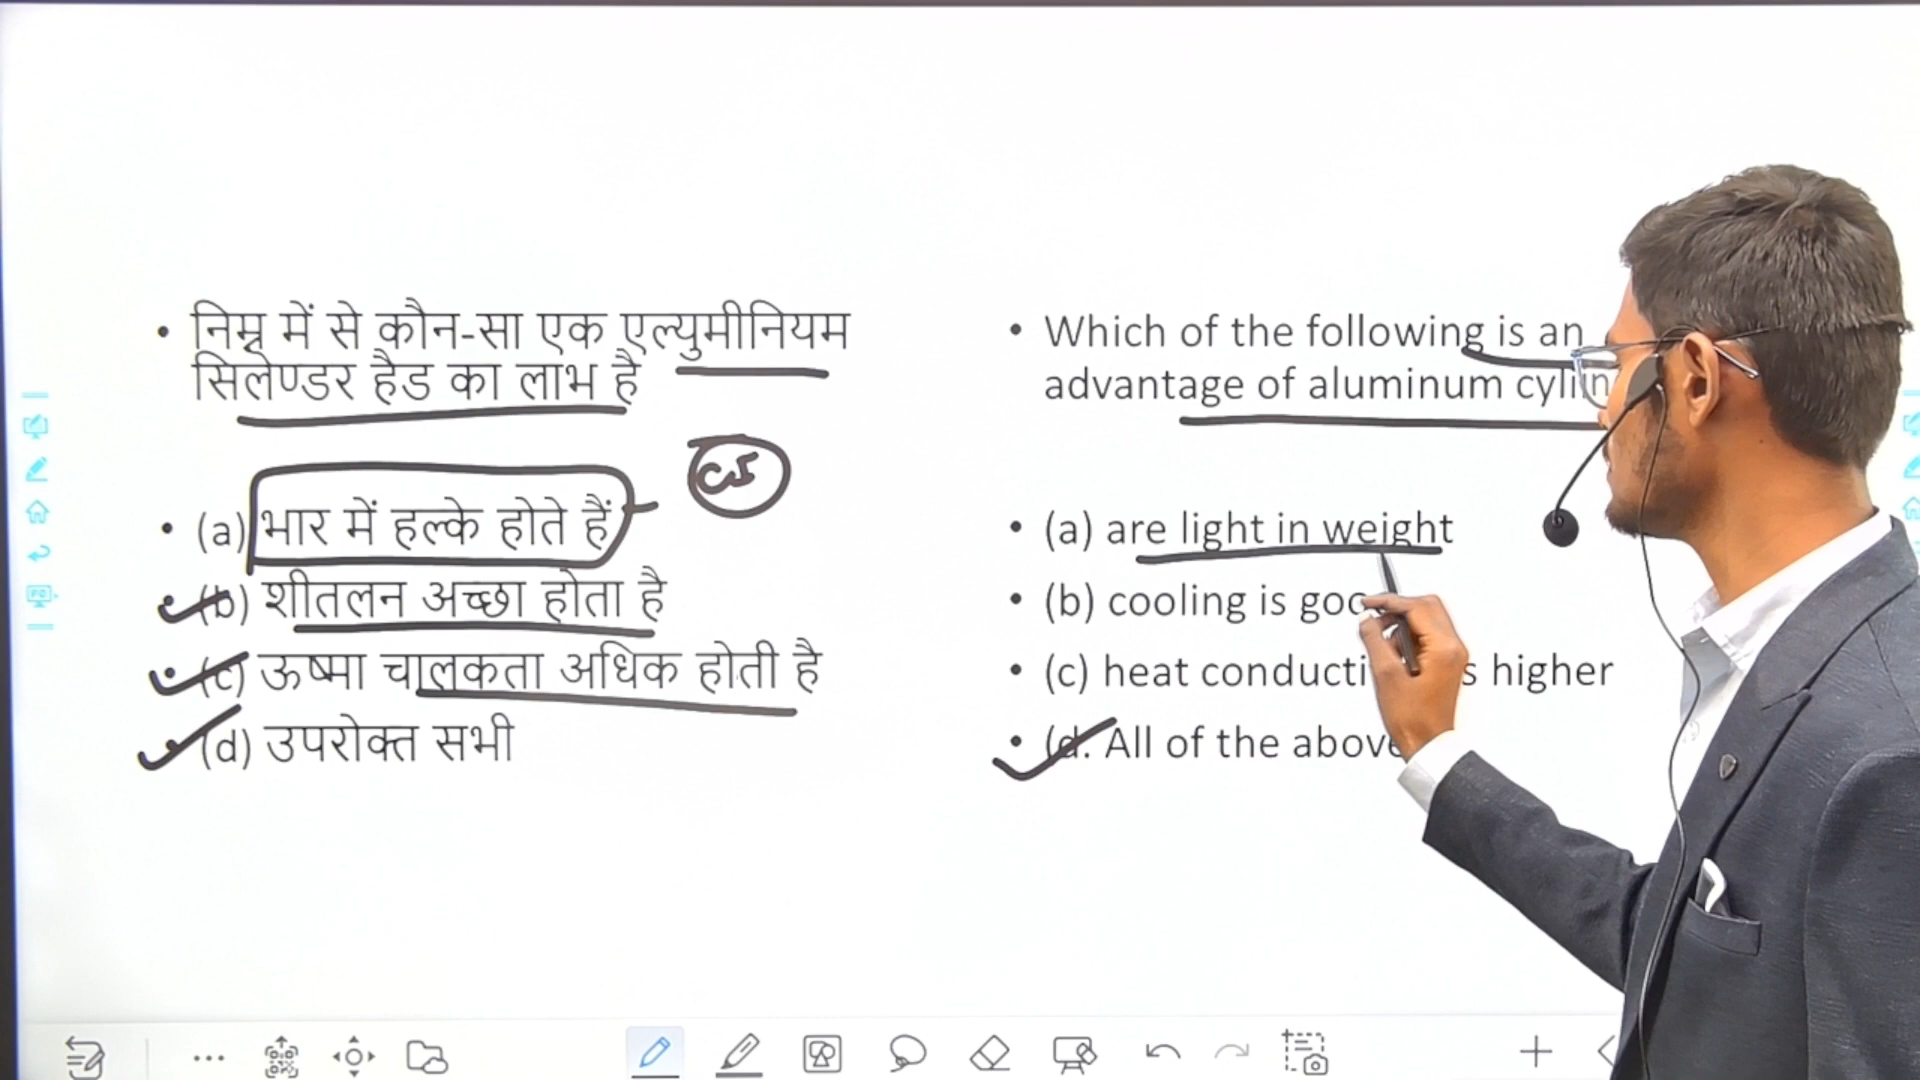 • निम्न में से कौन-सा एक एल्युमीनियम
सिलेण्डर हैड का लाभ है
• (a) भार में हल्के होते हैं
• (b) शीतलन अच्छा होता है
• (c) ऊष्मा चालकता अधिक होती है
• (d) उपरोक्त सभी
• Which of the following is an
advantage of aluminum
• (a) are light in weight
• (b) cooling is
• (c) heat higher
• (d. All of the above